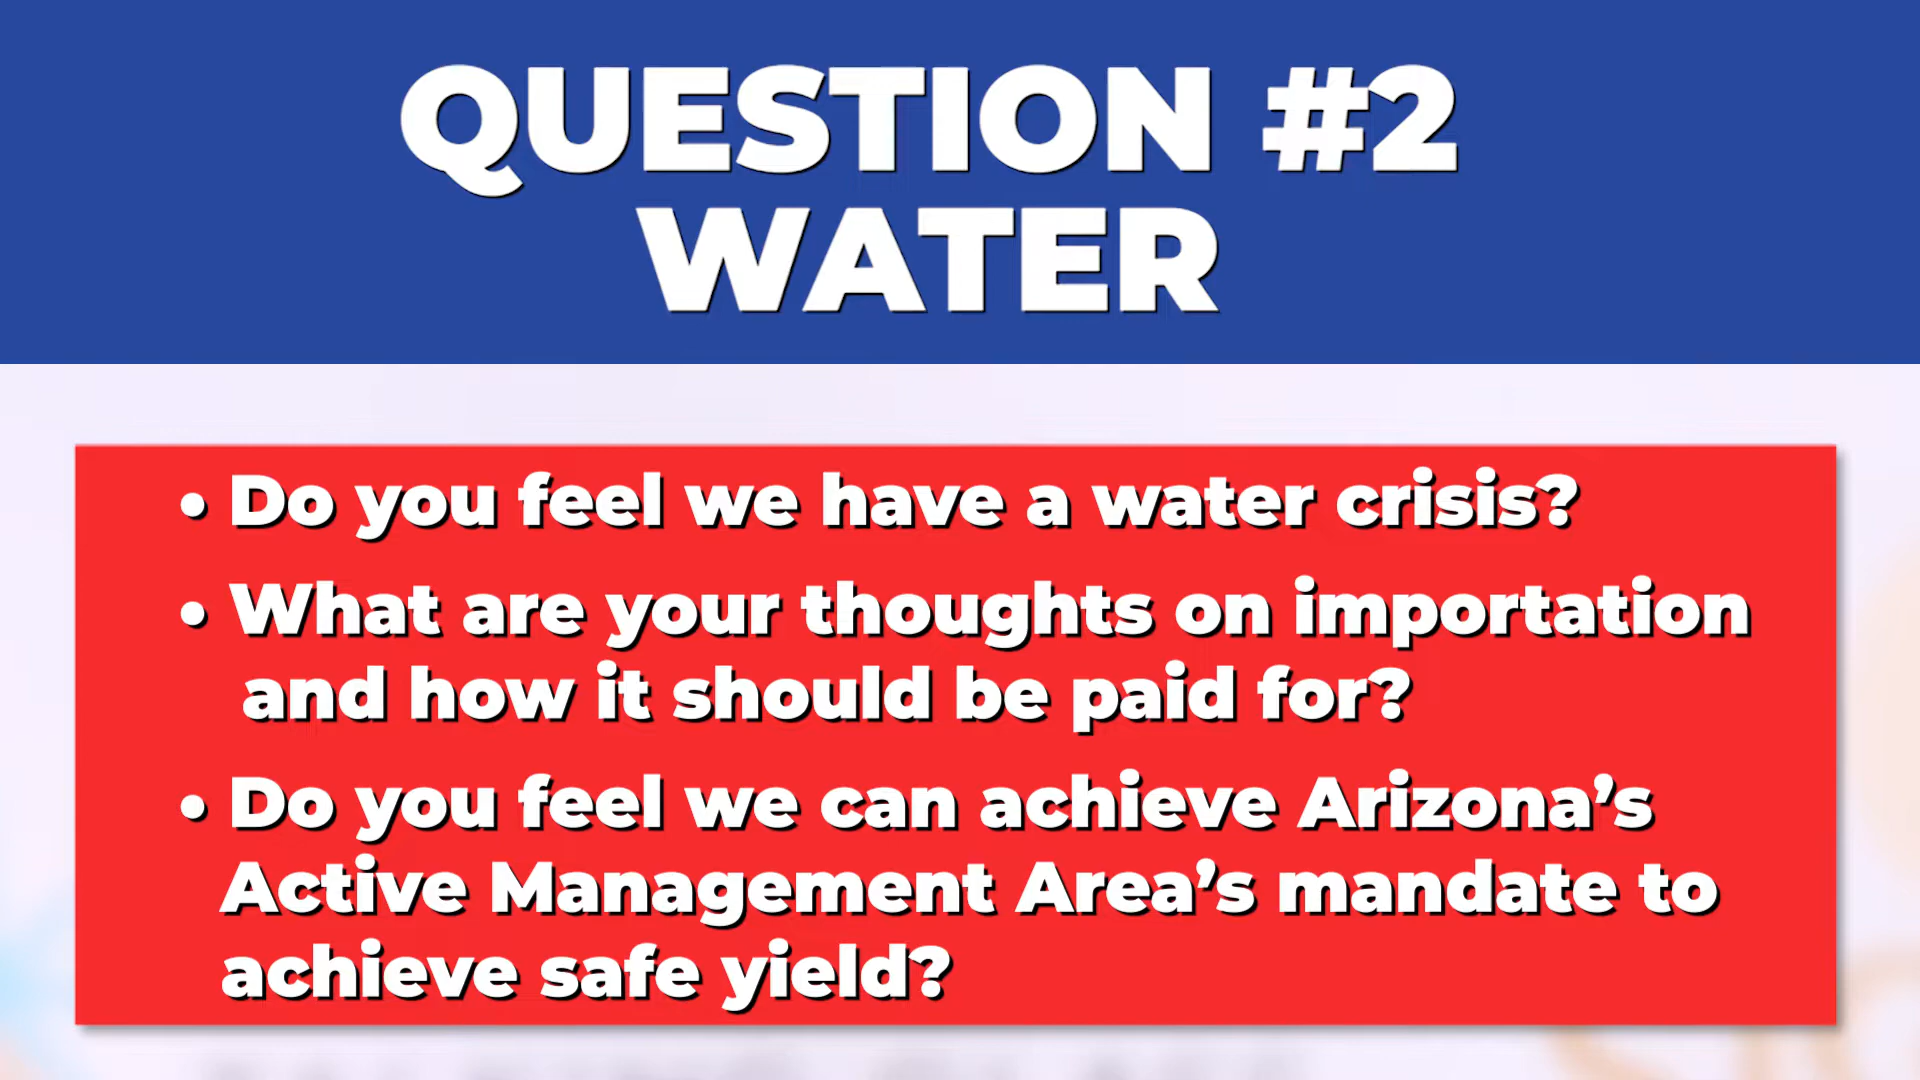 QUESTION #2
WATER
• Do you feel we have a water crisis?
• What are your thoughts on importation
and how it should be paid for?
• Do you feel we can achieve Arizona’s
Active Management Area’s mandate to
achieve safe yield?